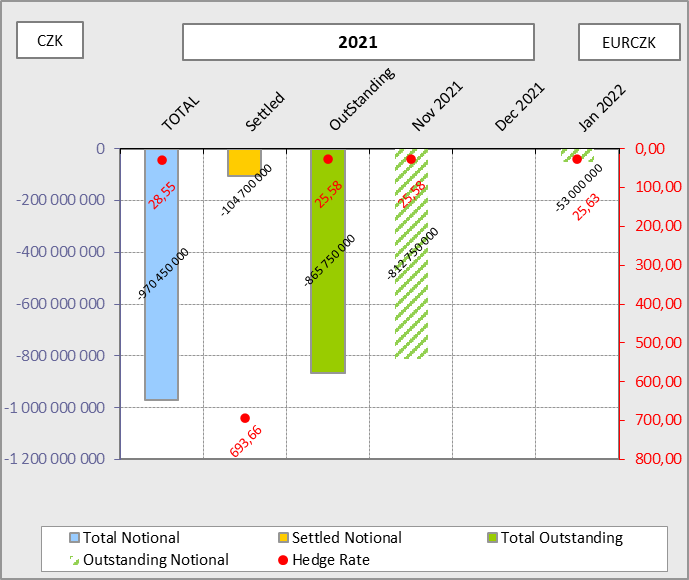 CZK
2021
EURCZK
TOTAL
Settled
OutStanding
Nov 2021
Dec 2021
Jan 2022
0
-200 000 000
-400 000 000
-600 000 000
-800 000 000
-1 000 000 000
-1 200 000 000
28,55
-970 450 000
-104 700 000
693,66
25,58
-865 750 000
25,58
-812 750 000
-53 000 000
25,63
0,00
100,00
200,00
300,00
400,00
500,00
600,00
700,00
800,00
Total Notional
Settled Notional
Total Outstanding
Outstanding Notional
Hedge Rate